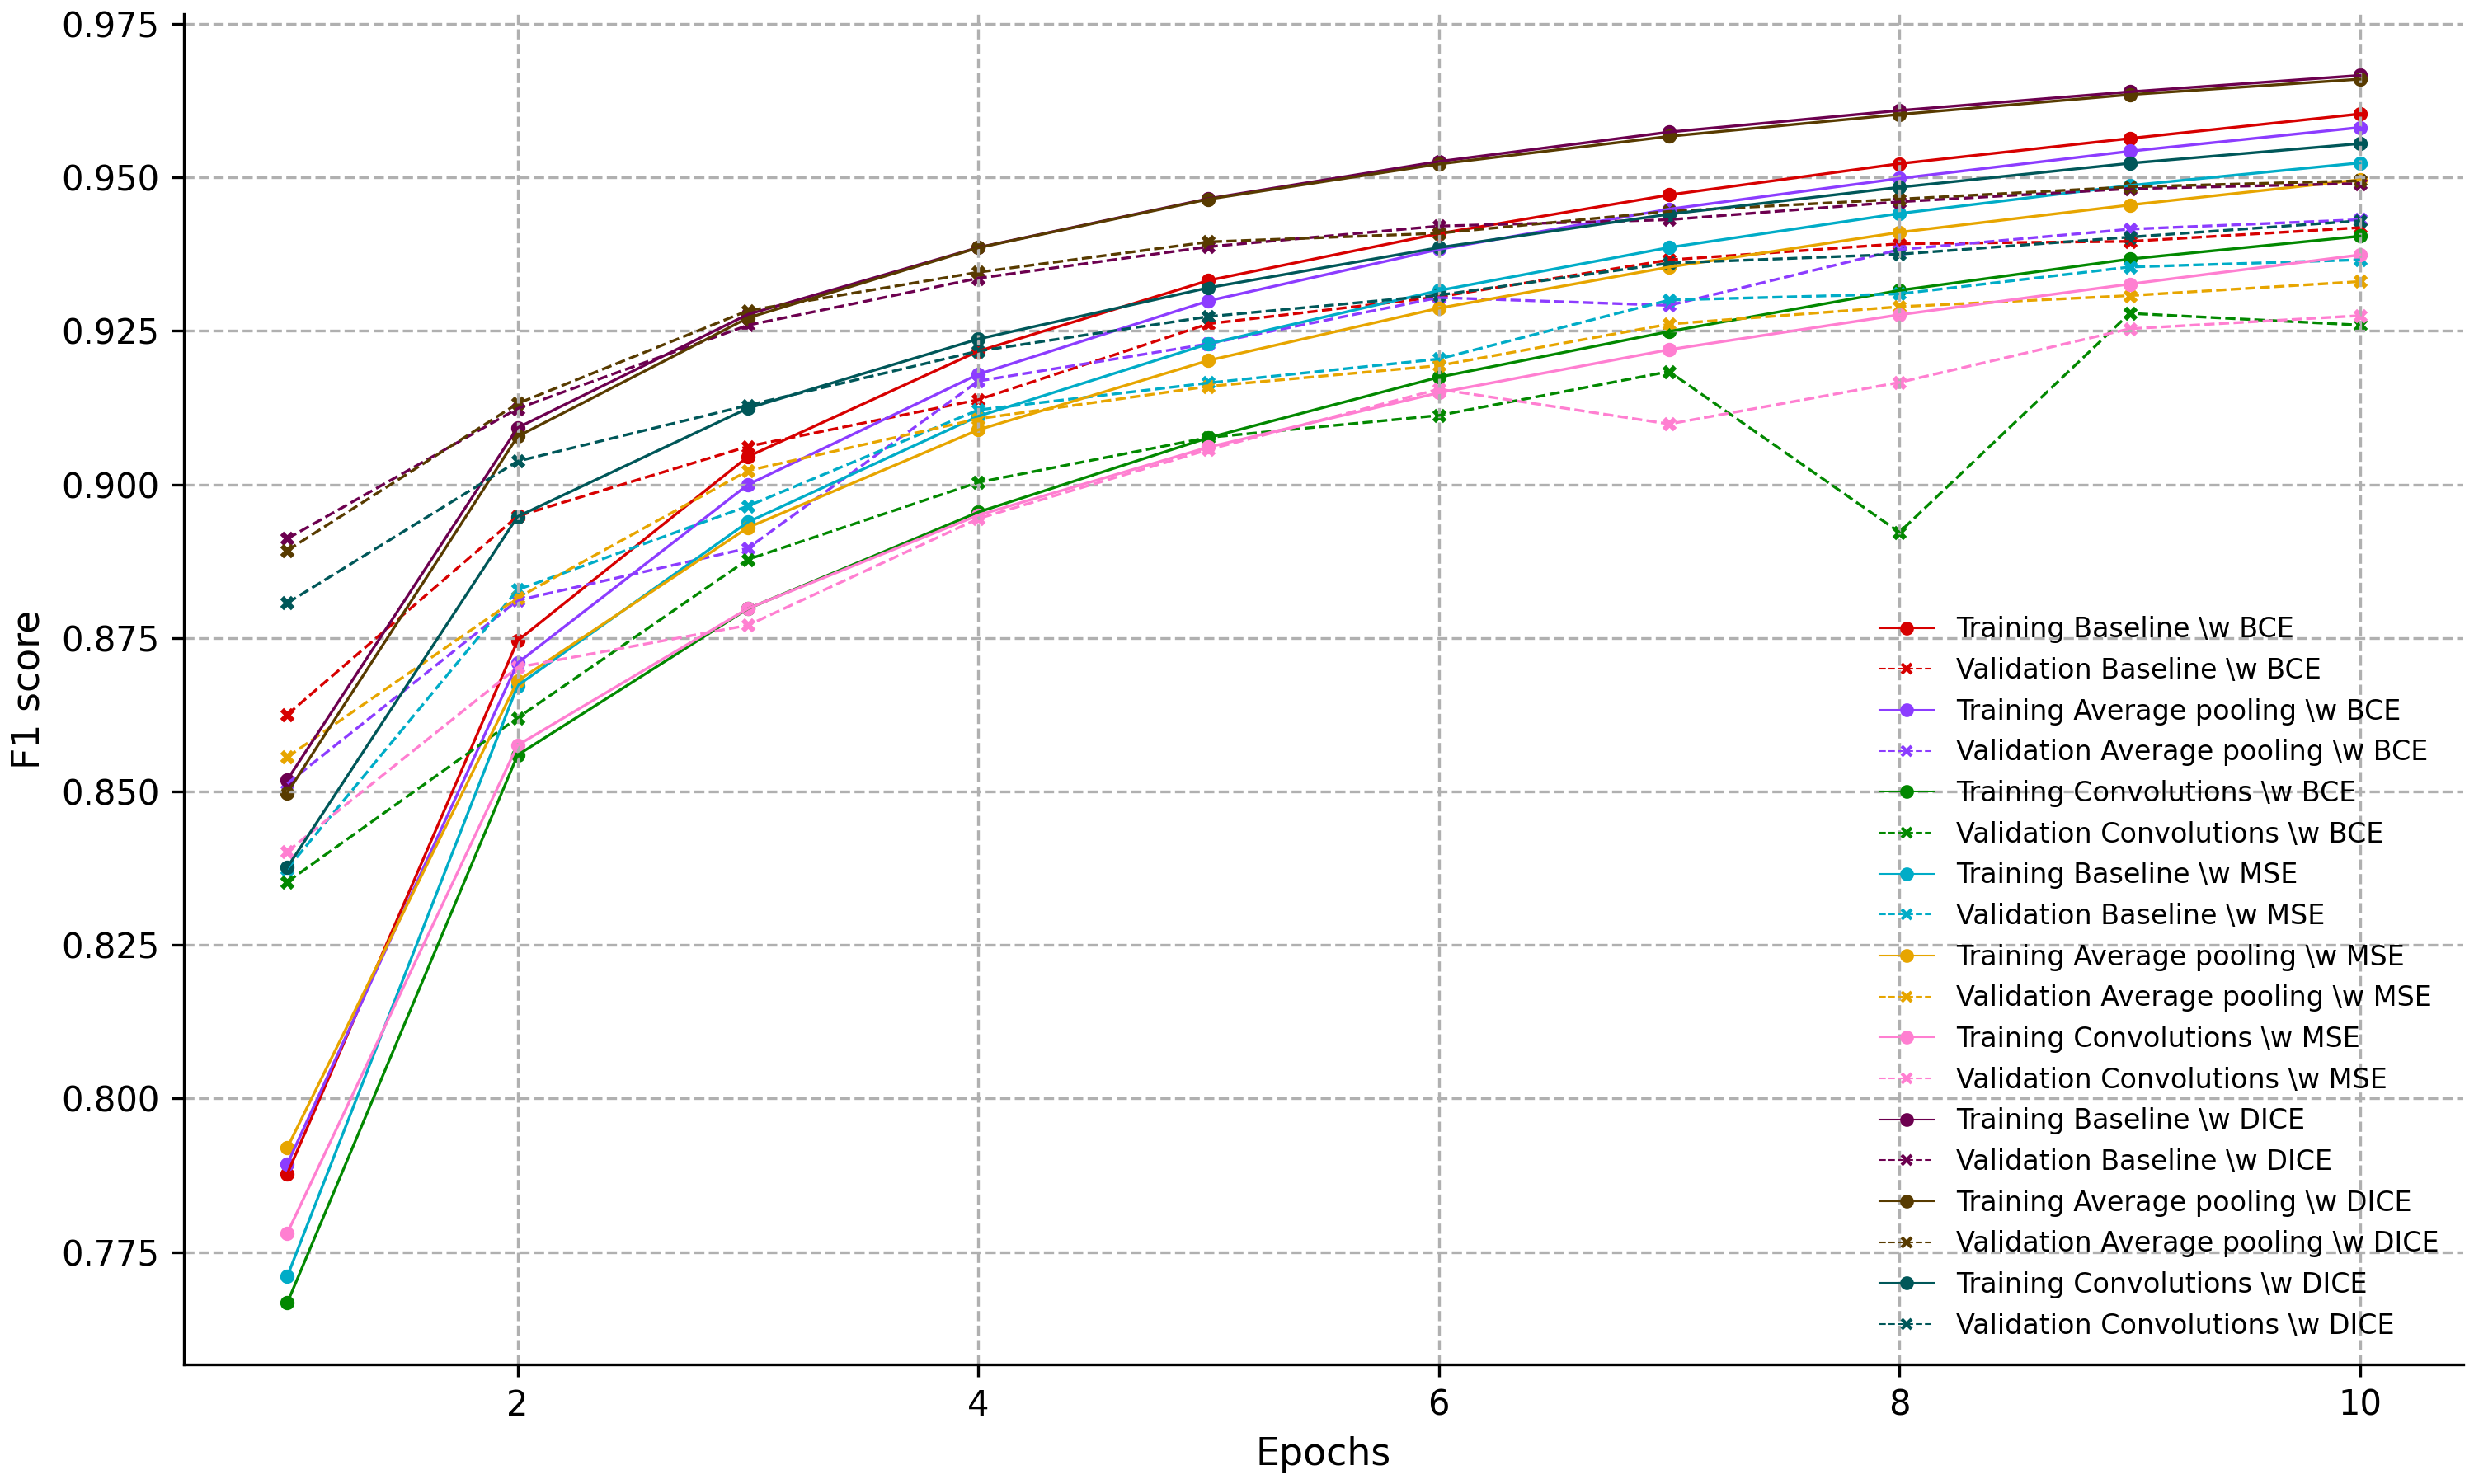 0.975
0.950
0.925
0.900
0.875
0.850
0.825
0.800
0.775
F1 score
Training Baseline \w BCE
Validation Baseline \w BCE
Training Average pooling \w BCE
Validation Average pooling \w BCE
Training Convolutions \w BCE
Validation Convolutions \w BCE
Training Baseline \w MSE
Validation Baseline \w MSE
Training Average pooling \w MSE
Validation Average pooling \w MSE
Training Convolutions \w MSE
Validation Convolutions \w MSE
Training Baseline \w DICE
Validation Baseline \w DICE
Training Average pooling \w DICE
Validation Average pooling \w DICE
Training Convolutions \w DICE
Validation Convolutions \w DICE
2 4 6 8 10
Epochs